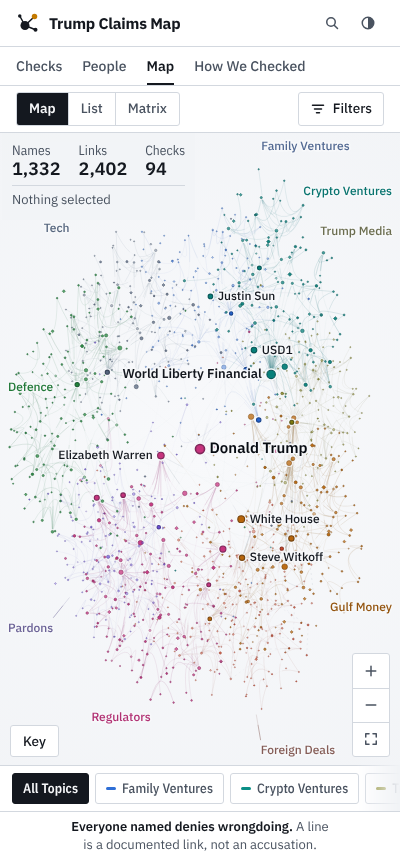 Trump Claims Map
Checks People Map How We Checked
Map List Matrix Filters
Names Links Checks
1,332 2,402 94
Nothing selected
Family Ventures
Crypto Ventures
Trump Media
Tech
Justin Sun
USD1
World Liberty Financial
Defence
Donald Trump
Elizabeth Warren
White House
Steve Witkoff
Gulf Money
Pardons
Regulators
Key
Foreign Deals
All Topics Family Ventures Crypto Ventures
Everyone named denies wrongdoing. A line
is a documented link, not an accusation.